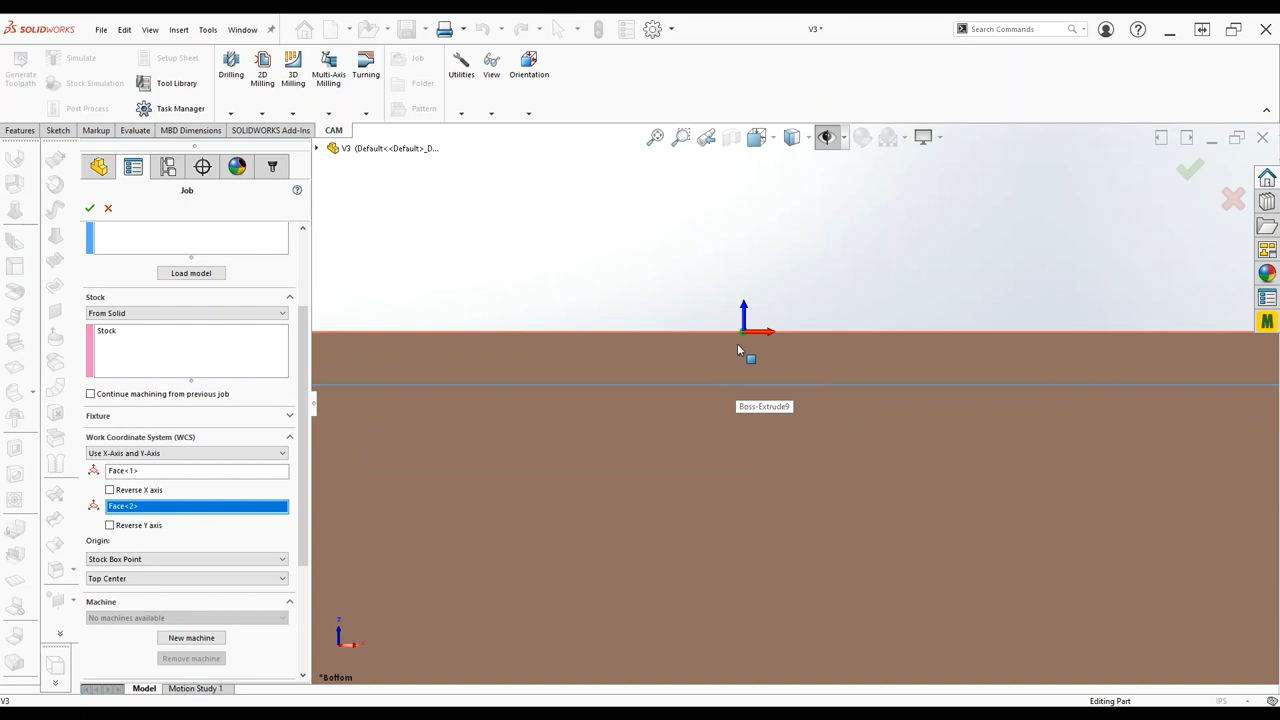 SOLIDWORKS File Edit View Insert Tools Window V3 * Search Commands
Generate Toolpath Simulate Setup Sheet Drilling 2D Milling 3D Milling Multi-Axis Milling Turning Job Utilities View Orientation
Stock Simulation Tool Library Folder
Post Process Task Manager Pattern
Features Sketch Markup Evaluate MBD Dimensions SOLIDWORKS Add-Ins CAM
V3 (Default<<Default>_D...
Job
Load model
Stock
From Solid
Stock
Continue machining from previous job
Fixture
Work Coordinate System (WCS)
Use X-Axis and Y-Axis
Face<1>
Reverse X axis
Face<2>
Reverse Y axis
Origin:
Stock Box Point
Top Center
Machine
No machines available
New machine
Remove machine
Boss-Extrude9
*Bottom
Model Motion Study 1
V3 Editing Part IPS